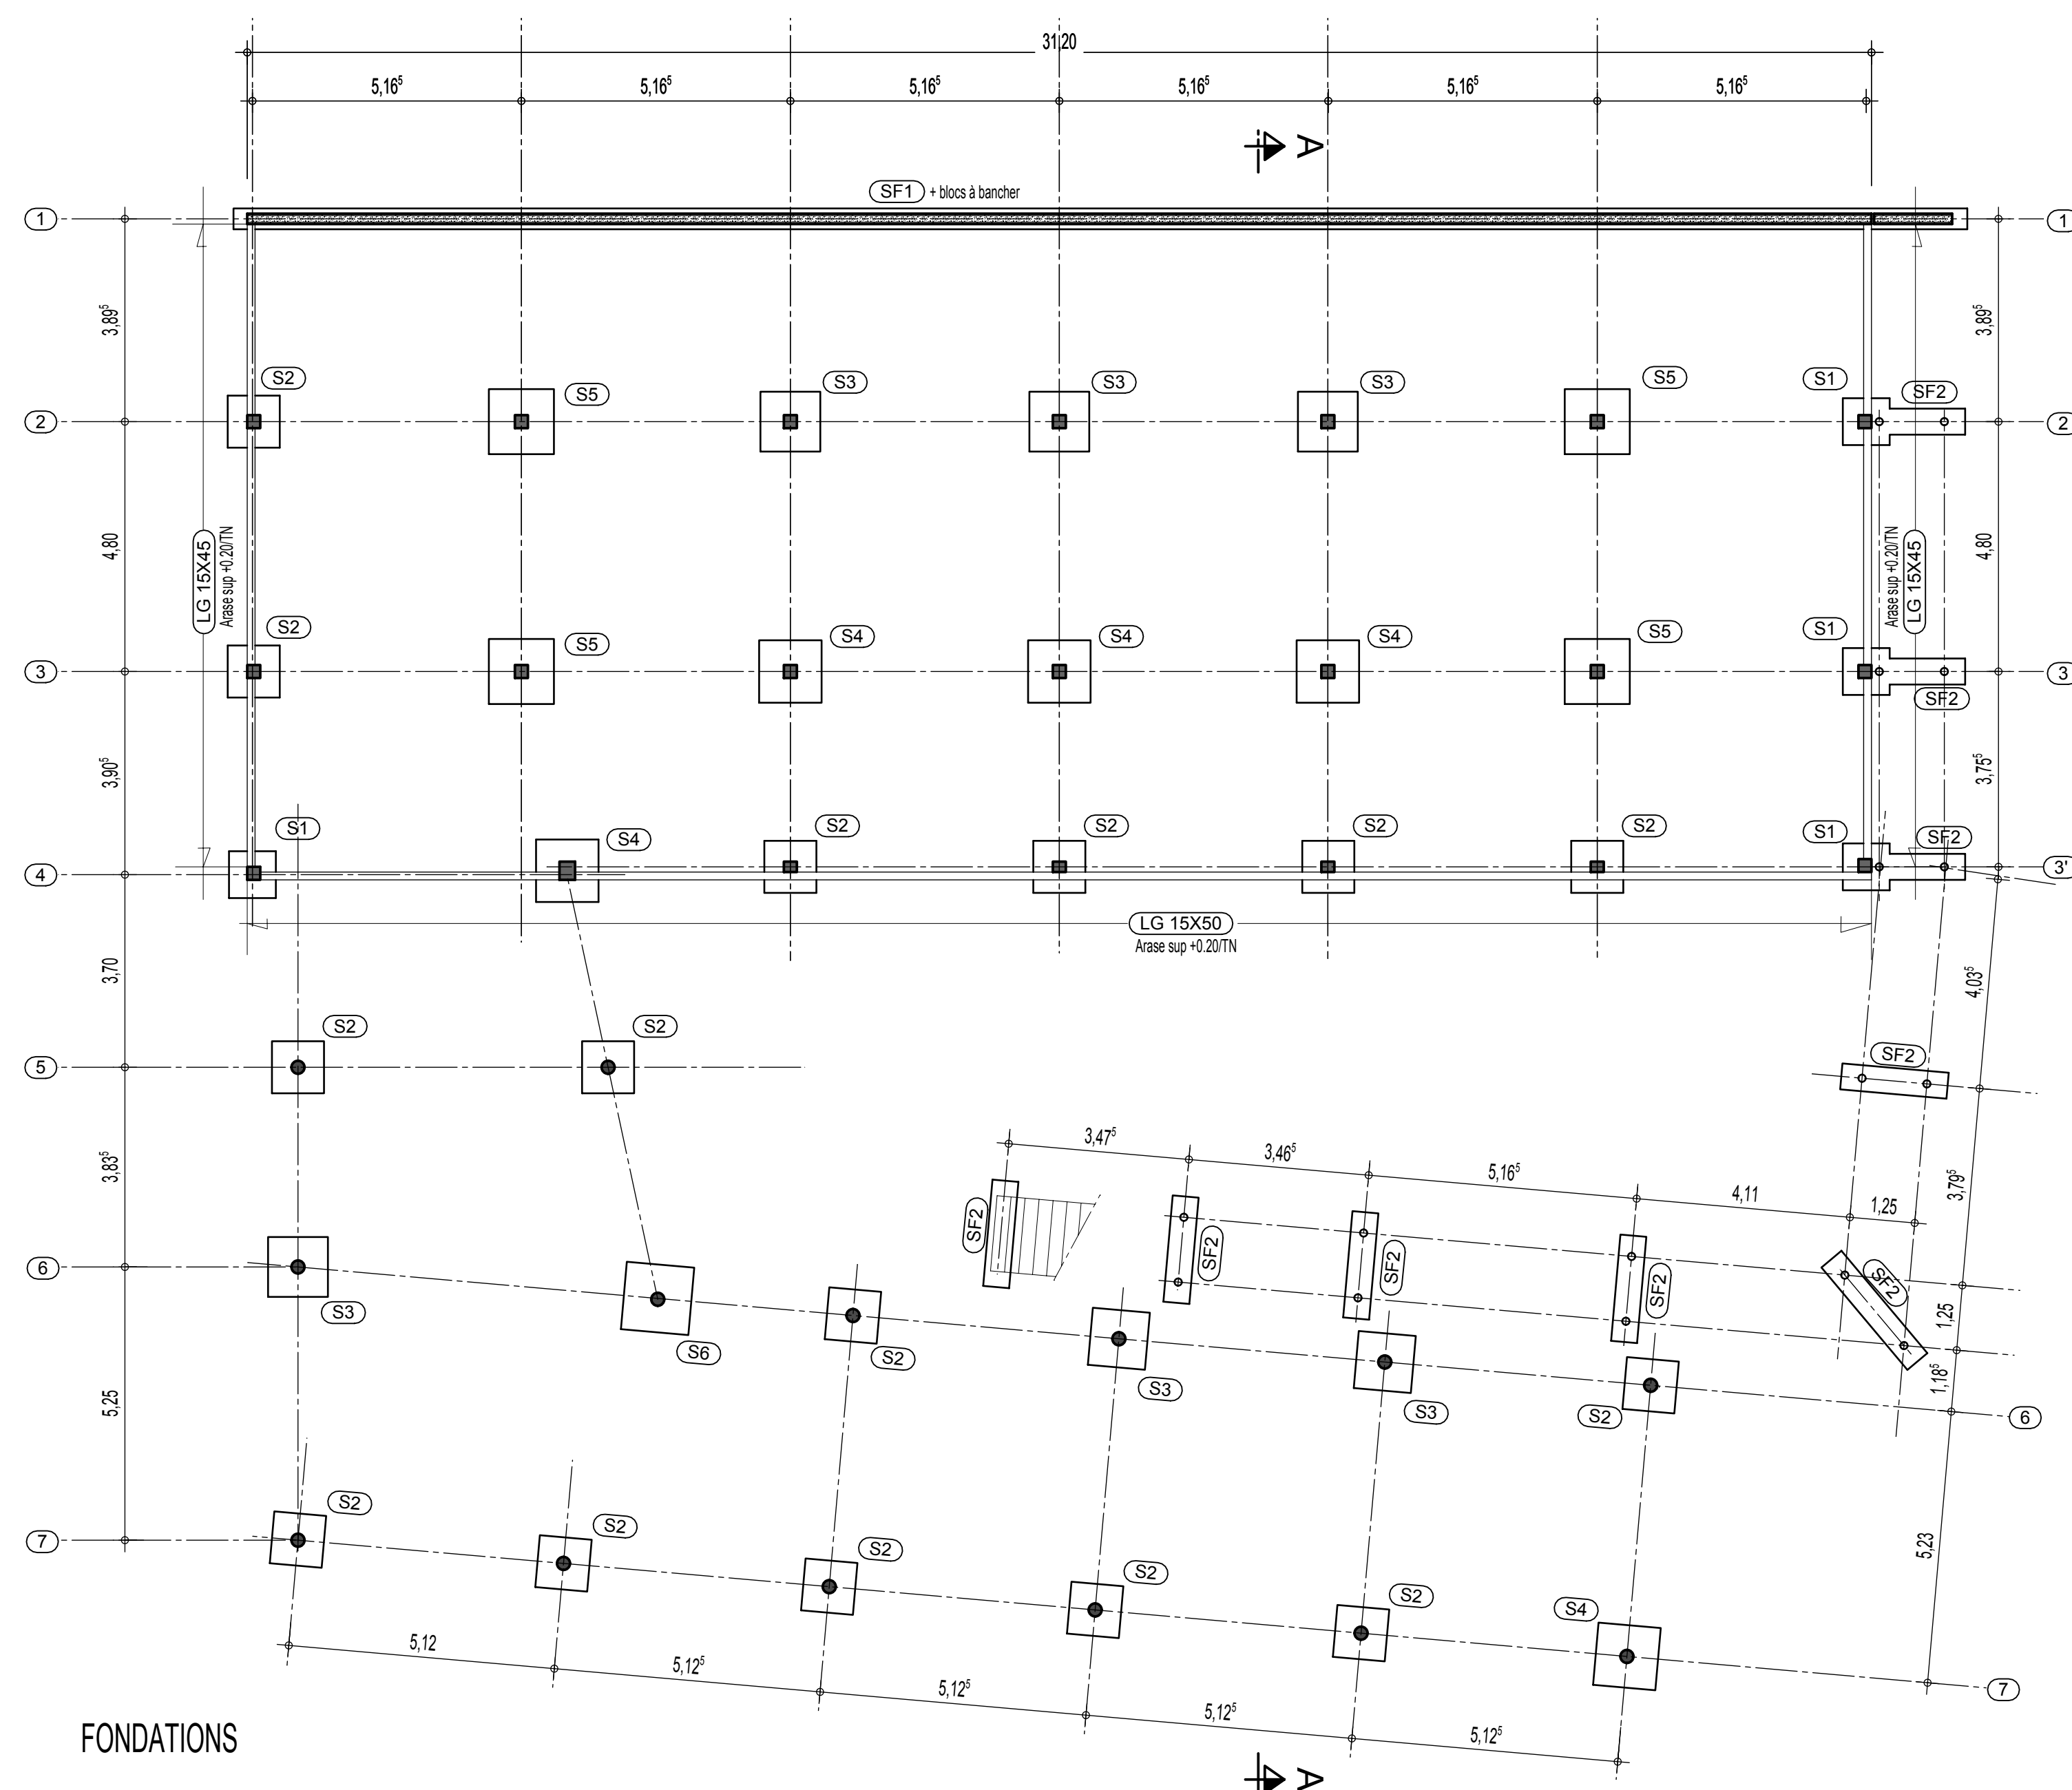 31,20
5,16⁵ 5,16⁵ 5,16⁵ 5,16⁵ 5,16⁵ 5,16⁵
A
SF1 + blocs à bancher
1 1
3,89⁵ 3,89⁵
S2 S5 S3 S3 S3 S5 S1 SF2
2 2
4,80 4,80
LG 15X45
Arase sup +0.20/TN
Arase sup +0.20/TN
LG 15X45
S2 S5 S4 S4 S4 S5 S1
3 3
SF2
3,90⁵ 3,75⁵
S1 S4 S2 S2 S2 S2 S1 SF2
4 3'
LG 15X50
Arase sup +0.20/TN
3,70 4,03⁵
S2 S2 SF2
5
3,83⁵ 3,79⁵
3,47⁵ 3,46⁵ 5,16⁵ 4,11 1,25
SF2 SF2 SF2 SF2 SF2
6
1,25
S3 S6 S2 S3 S3 S2
1,18⁵
6
5,25 5,23
S2 S2 S2 S2 S2 S4
7
7
5,12 5,12⁵ 5,12⁵ 5,12⁵ 5,12⁵
FONDATIONS
A